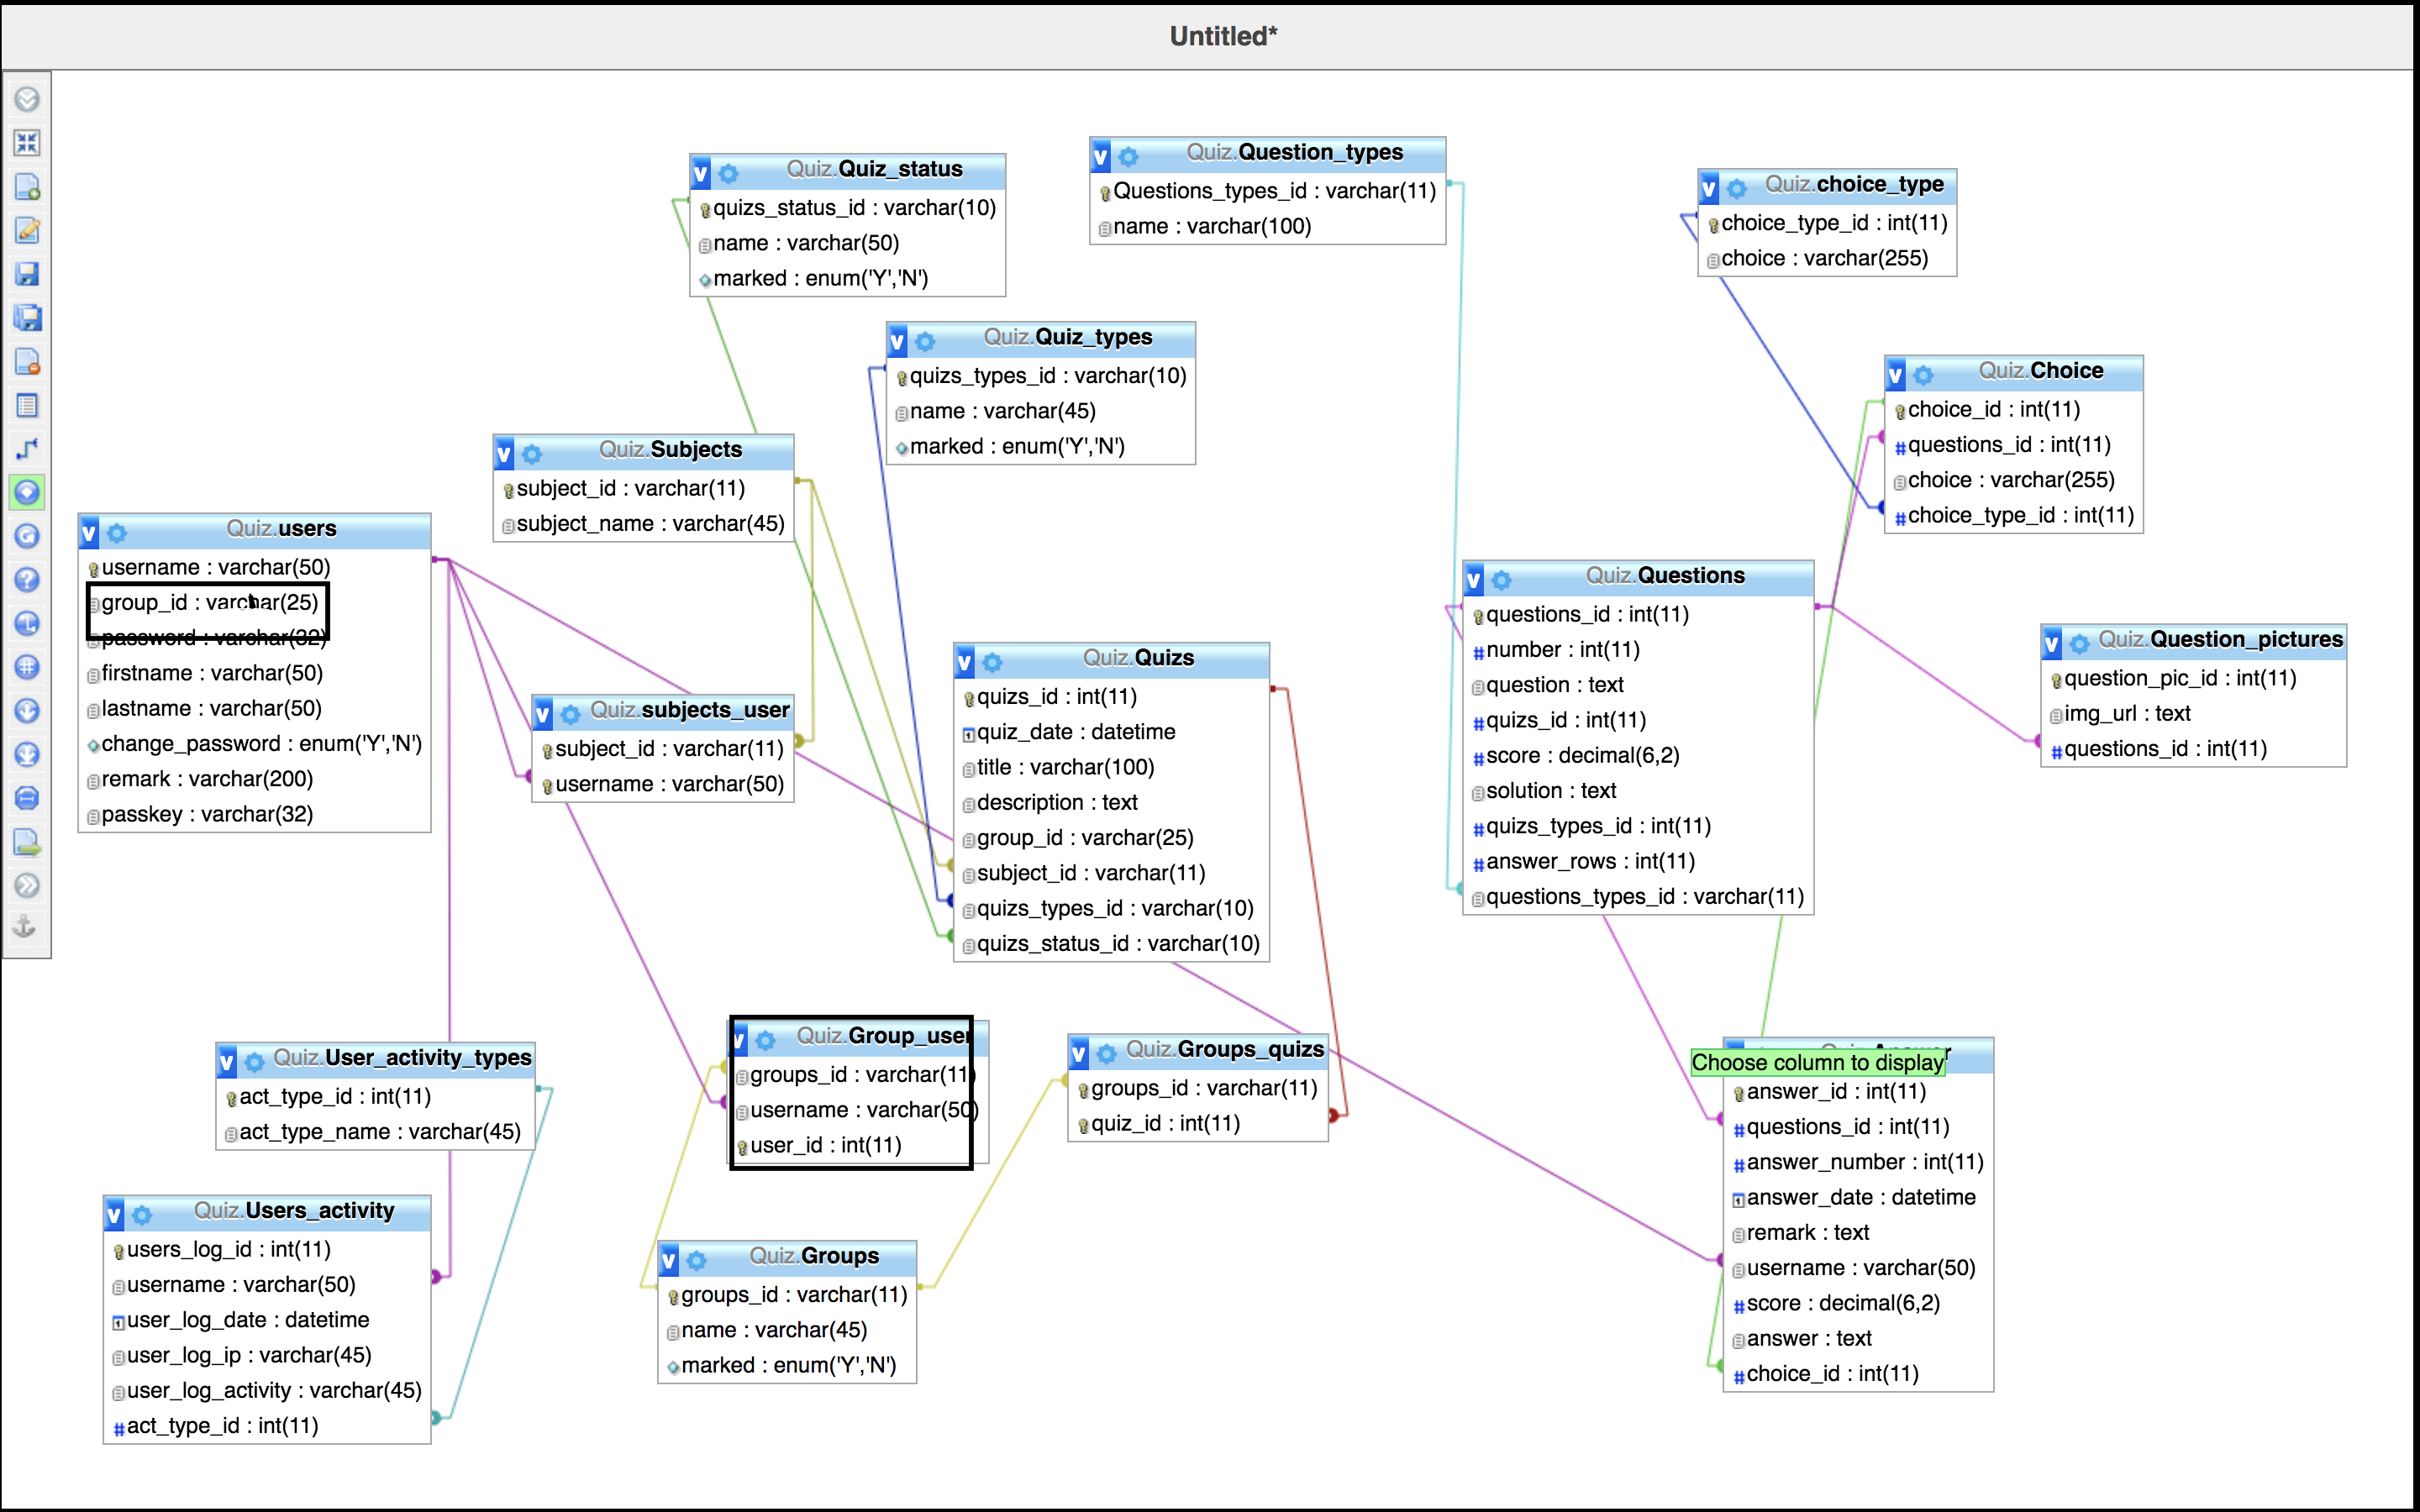 Untitled*
Quiz.Quiz_status
quizs_status_id : varchar(10)
name : varchar(50)
marked : enum('Y','N')
Quiz.Question_types
Questions_types_id : varchar(11)
name : varchar(100)
Quiz.choice_type
choice_type_id : int(11)
choice : varchar(255)
Quiz.Quiz_types
quizs_types_id : varchar(10)
name : varchar(45)
marked : enum('Y','N')
Quiz.Choice
choice_id : int(11)
questions_id : int(11)
choice : varchar(255)
choice_type_id : int(11)
Quiz.Subjects
subject_id : varchar(11)
subject_name : varchar(45)
Quiz.users
username : varchar(50)
group_id : varchar(25)
password : varchar(32)
firstname : varchar(50)
lastname : varchar(50)
change_password : enum('Y','N')
remark : varchar(200)
passkey : varchar(32)
Quiz.subjects_user
subject_id : varchar(11)
username : varchar(50)
Quiz.Quizs
quizs_id : int(11)
quiz_date : datetime
title : varchar(100)
description : text
group_id : varchar(25)
subject_id : varchar(11)
quizs_types_id : varchar(10)
quizs_status_id : varchar(10)
Quiz.Questions
questions_id : int(11)
number : int(11)
question : text
quizs_id : int(11)
score : decimal(6,2)
solution : text
quizs_types_id : int(11)
answer_rows : int(11)
questions_types_id : varchar(11)
Quiz.Question_pictures
question_pic_id : int(11)
img_url : text
questions_id : int(11)
Quiz.User_activity_types
act_type_id : int(11)
act_type_name : varchar(45)
Quiz.Group_user
groups_id : varchar(11)
username : varchar(50)
user_id : int(11)
Quiz.Groups_quizs
groups_id : varchar(11)
quiz_id : int(11)
Choose column to display
answer_id : int(11)
questions_id : int(11)
answer_number : int(11)
answer_date : datetime
remark : text
username : varchar(50)
score : decimal(6,2)
answer : text
choice_id : int(11)
Quiz.Users_activity
users_log_id : int(11)
username : varchar(50)
user_log_date : datetime
user_log_ip : varchar(45)
user_log_activity : varchar(45)
act_type_id : int(11)
Quiz.Groups
groups_id : varchar(11)
name : varchar(45)
marked : enum('Y','N')